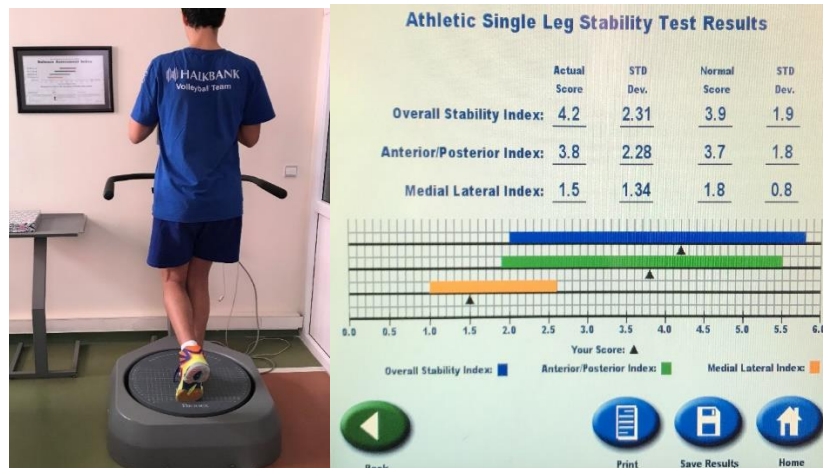 HALKBANK
Volleyball Team
BIODEX
Athletic Single Leg Stability Test Results
Actual Score
STD Dev.
Normal Score
STD Dev.
Overall Stability Index: 4.2 2.31 3.9 1.9
Anterior/Posterior Index: 3.8 2.28 3.7 1.8
Medial Lateral Index: 1.5 1.34 1.8 0.8
0.0 0.5 1.0 1.5 2.0 2.5 3.0 3.5 4.0 4.5 5.0 5.5 6.0
Your Score: ▲
Overall Stability Index: Anterior/Posterior Index: Medial Lateral Index:
Back Print Save Results Home